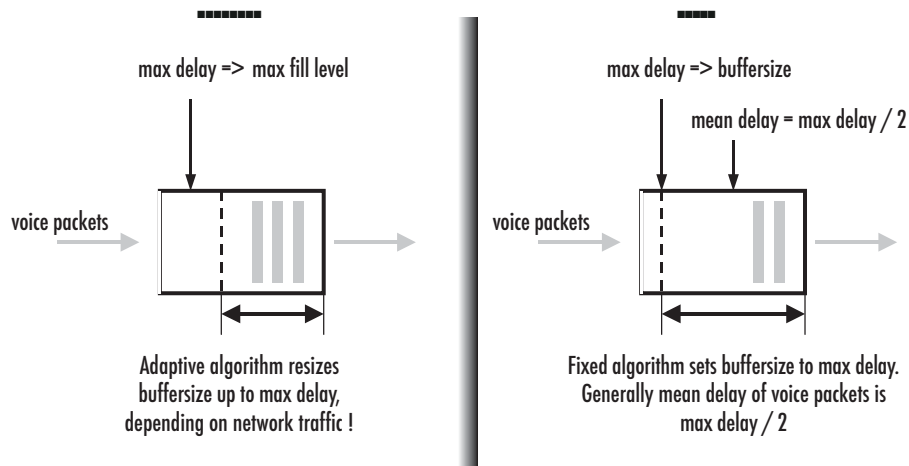 max delay => max fill level
voice packets
Adaptive algorithm resizes
buffersize up to max delay,
depending on network traffic !
max delay => buffersize
mean delay = max delay / 2
voice packets
Fixed algorithm sets buffersize to max delay.
Generally mean delay of voice packets is
max delay / 2